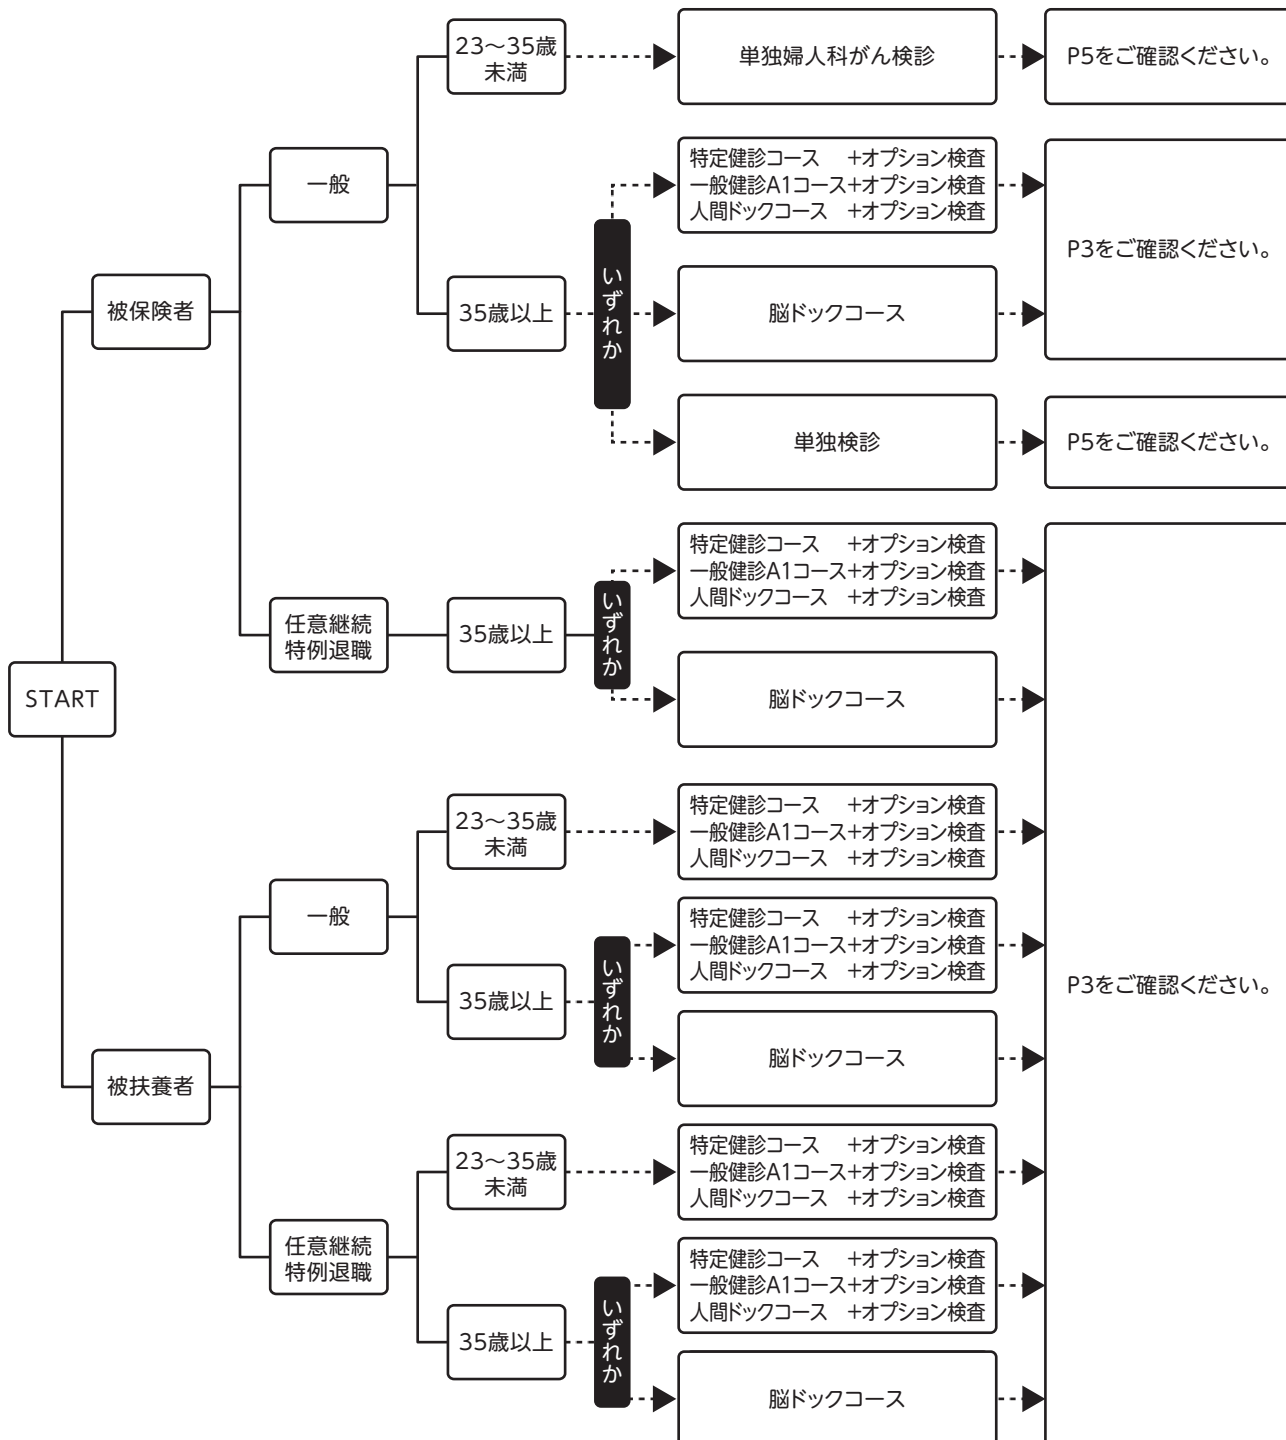 START
被保険者
一般
23〜35歳
未満
単独婦人科がん検診
P5をご確認ください。
35歳以上
いずれか
特定健診コース　+オプション検査
一般健診A1コース+オプション検査
人間ドックコース　+オプション検査
脳ドックコース
P3をご確認ください。
単独検診
P5をご確認ください。
任意継続
特例退職
35歳以上
いずれか
特定健診コース　+オプション検査
一般健診A1コース+オプション検査
人間ドックコース　+オプション検査
脳ドックコース
被扶養者
一般
23〜35歳
未満
特定健診コース　+オプション検査
一般健診A1コース+オプション検査
人間ドックコース　+オプション検査
35歳以上
いずれか
特定健診コース　+オプション検査
一般健診A1コース+オプション検査
人間ドックコース　+オプション検査
脳ドックコース
P3をご確認ください。
任意継続
特例退職
23〜35歳
未満
特定健診コース　+オプション検査
一般健診A1コース+オプション検査
人間ドックコース　+オプション検査
35歳以上
いずれか
特定健診コース　+オプション検査
一般健診A1コース+オプション検査
人間ドックコース　+オプション検査
脳ドックコース